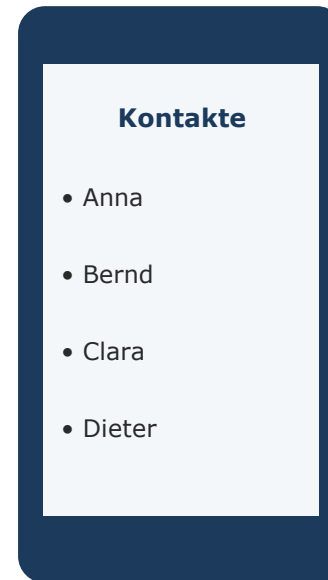 Kontakte
• Anna
• Bernd
• Clara
• Dieter